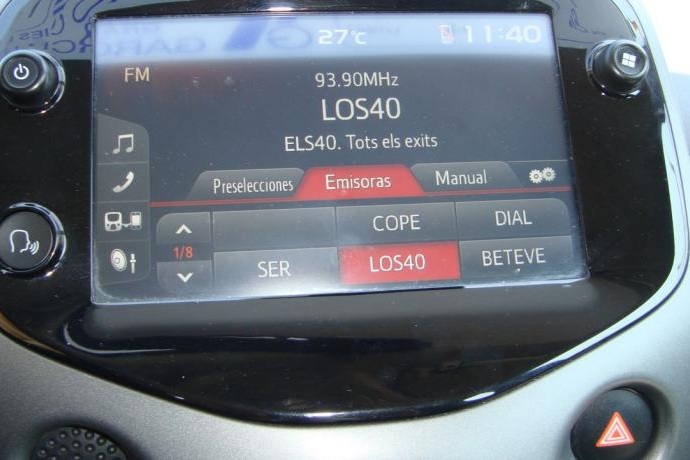 27°C 11:40
FM
93.90MHz
LOS40
ELS40. Tots els exits
Preselecciones Emisoras Manual
COPE DIAL
1/8
SER LOS40 BETEVE